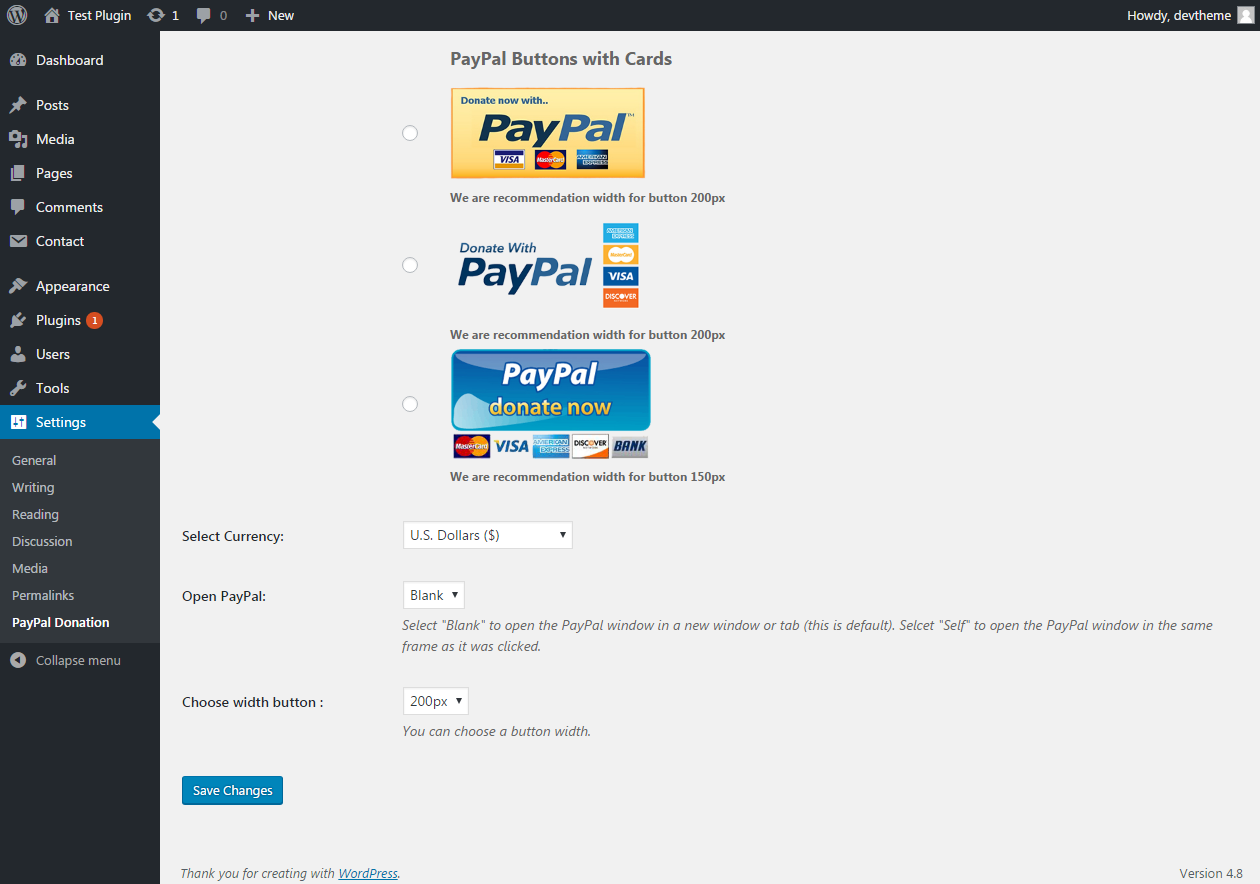 Test Plugin
1
0
New
Howdy, devtheme
Dashboard
Posts
Media
Pages
Comments
Contact
Appearance
Plugins 1
Users
Tools
Settings
General
Writing
Reading
Discussion
Media
Permalinks
PayPal Donation
Collapse menu
PayPal Buttons with Cards
Donate now with..
PayPal™
VISA MasterCard AMERICAN EXPRESS
We are recommendation width for button 200px
Donate With
PayPal
AMERICAN EXPRESS
MasterCard
VISA
DISCOVER
We are recommendation width for button 200px
PayPal
donate now
MasterCard VISA AMERICAN EXPRESS DISCOVER BANK
We are recommendation width for button 150px
Select Currency:
U.S. Dollars ($)
Open PayPal:
Blank
Select "Blank" to open the PayPal window in a new window or tab (this is default). Selcet "Self" to open the PayPal window in the same
frame as it was clicked.
Choose width button :
200px
You can choose a button width.
Save Changes
Thank you for creating with WordPress.
Version 4.8